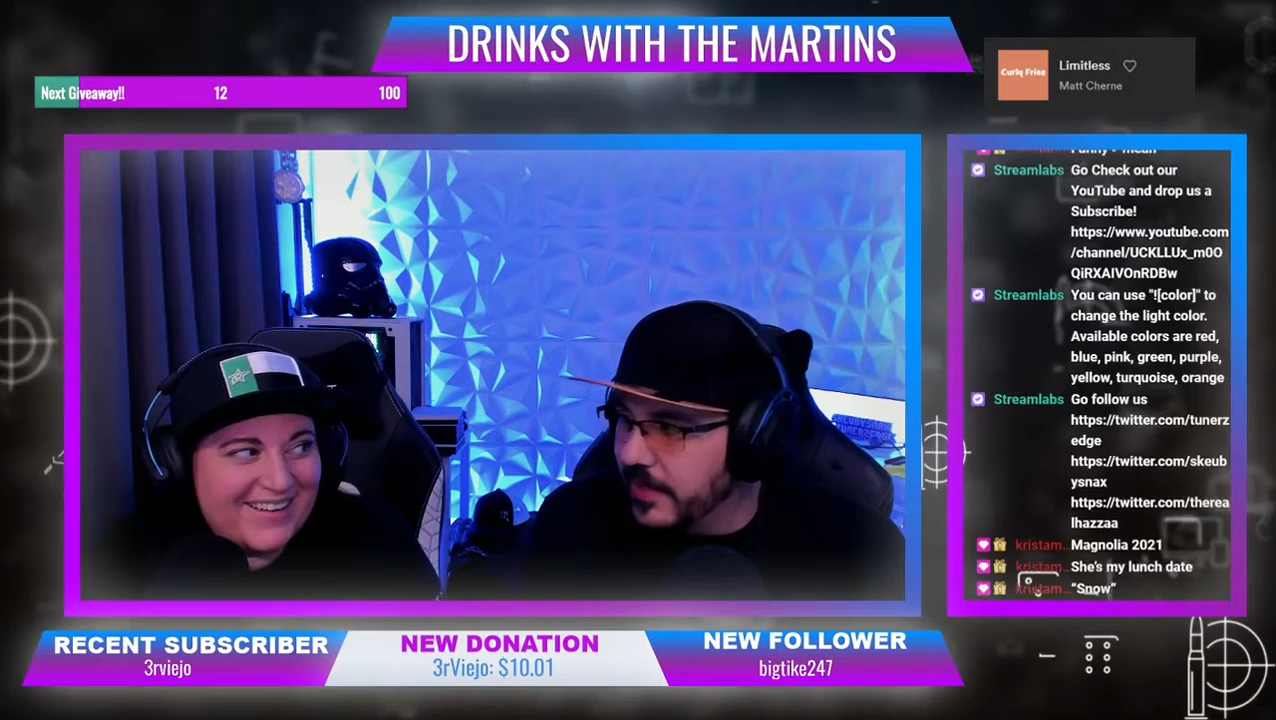 DRINKS WITH THE MARTINS
Limitless
Matt Cherne
Curly Fries
Next Giveaway!! 12 100
Streamlabs Go Check out our
YouTube and drop us a
Subscribe!
https://www.youtube.com
/channel/UCKLLUx_m0O
QiRXAIVOnRDBw
Streamlabs You can use "![color]" to
change the light color.
Available colors are red,
blue, pink, green, purple,
yellow, turquoise, orange
Streamlabs Go follow us
https://twitter.com/tunerz
edge
https://twitter.com/skeub
ysnax
https://twitter.com/therea
lhazzaa
kristam... Magnolia 2021
kristam... She's my lunch date
kristam... “Snow”
RECENT SUBSCRIBER
3rviejo
NEW DONATION
3rViejo: $10.01
NEW FOLLOWER
bigtike247